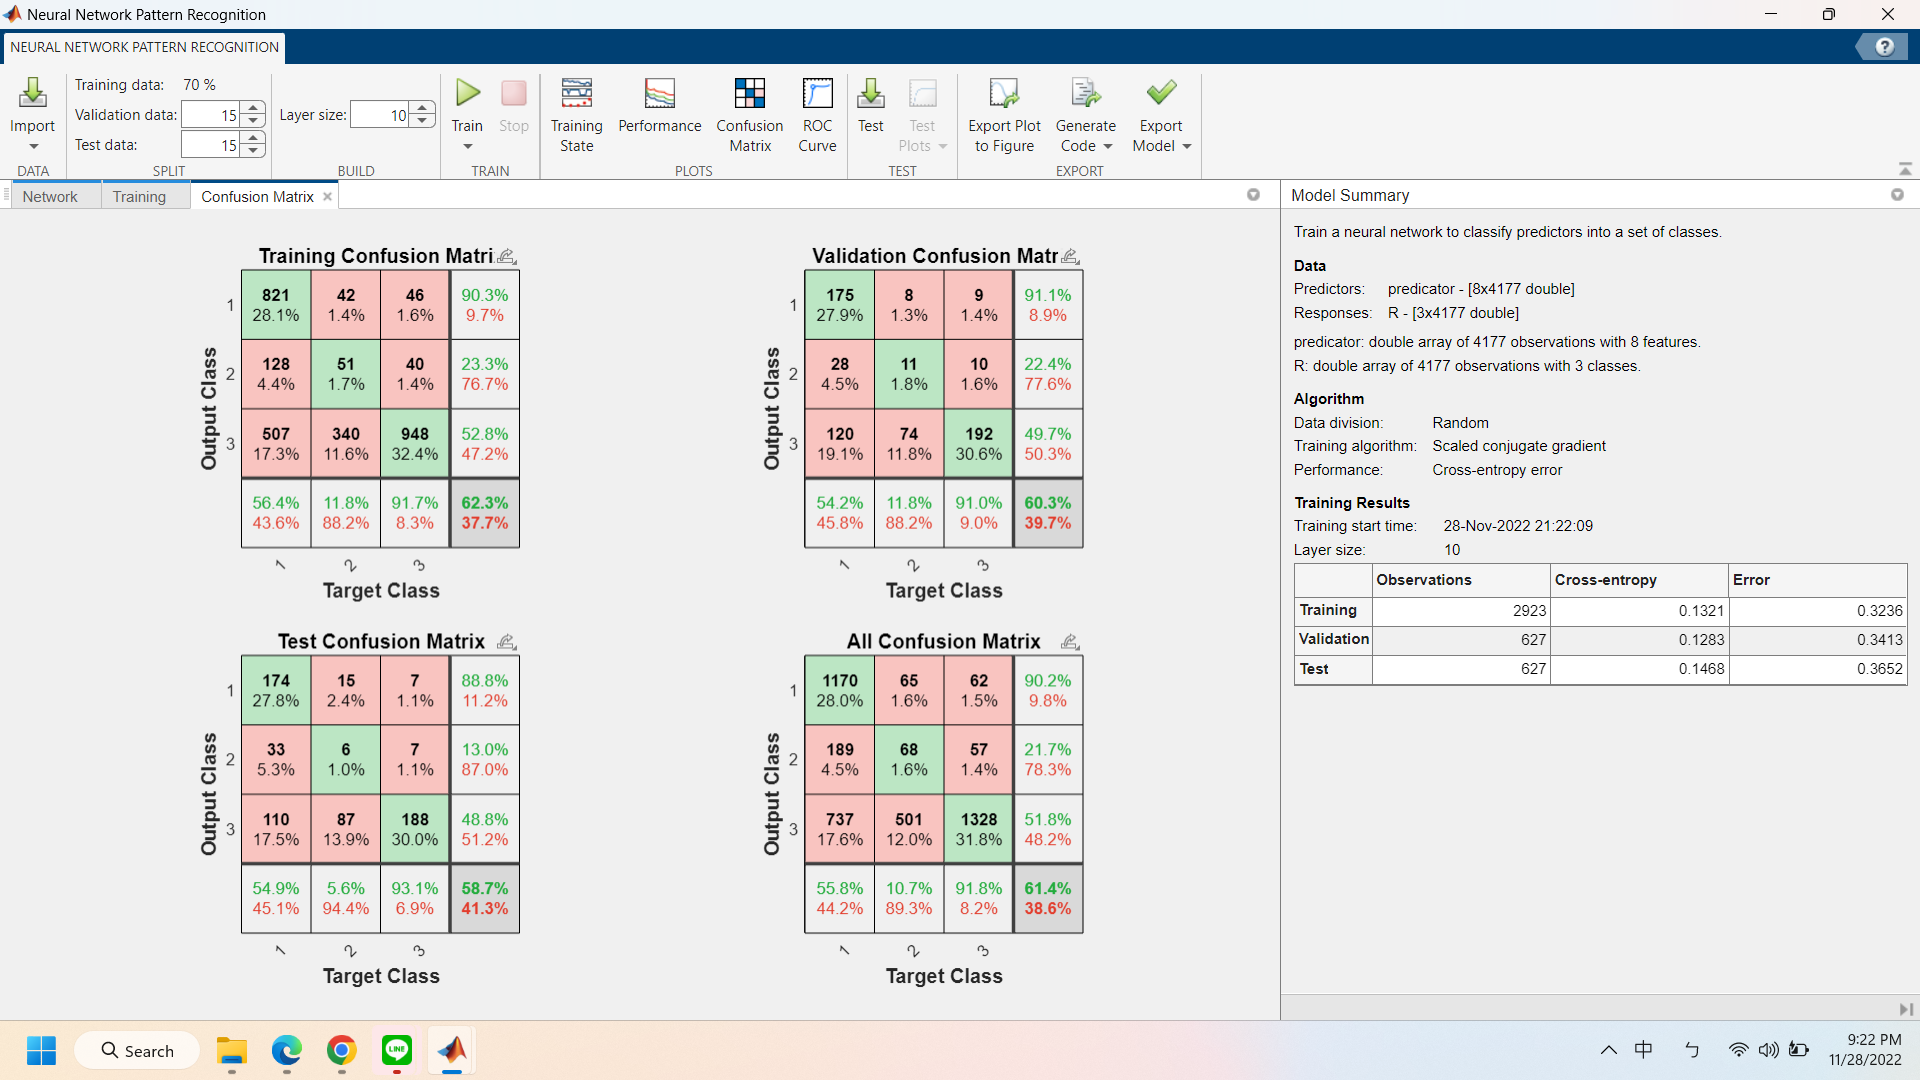 Neural Network Pattern Recognition
NEURAL NETWORK PATTERN RECOGNITION
?
Import
DATA
Training data: 70 %
Validation data: 15
Test data: 15
SPLIT
Layer size: 10
BUILD
Train
Stop
TRAIN
Training State
Performance
Confusion Matrix
ROC Curve
PLOTS
Test
Test Plots
TEST
Export Plot to Figure
Generate Code
Export Model
EXPORT
Network
Training
Confusion Matrix
Training Confusion Matri
Output Class
1 821 42 46 90.3%
28.1% 1.4% 1.6% 9.7%
2 128 51 40 23.3%
4.4% 1.7% 1.4% 76.7%
3 507 340 948 52.8%
17.3% 11.6% 32.4% 47.2%
56.4% 11.8% 91.7% 62.3%
43.6% 88.2% 8.3% 37.7%
1 2 3
Target Class
Validation Confusion Matr
Output Class
1 175 8 9 91.1%
27.9% 1.3% 1.4% 8.9%
2 28 11 10 22.4%
4.5% 1.8% 1.6% 77.6%
3 120 74 192 49.7%
19.1% 11.8% 30.6% 50.3%
54.2% 11.8% 91.0% 60.3%
45.8% 88.2% 9.0% 39.7%
1 2 3
Target Class
Test Confusion Matrix
Output Class
1 174 15 7 88.8%
27.8% 2.4% 1.1% 11.2%
2 33 6 7 13.0%
5.3% 1.0% 1.1% 87.0%
3 110 87 188 48.8%
17.5% 13.9% 30.0% 51.2%
54.9% 5.6% 93.1% 58.7%
45.1% 94.4% 6.9% 41.3%
1 2 3
Target Class
All Confusion Matrix
Output Class
1 1170 65 62 90.2%
28.0% 1.6% 1.5% 9.8%
2 189 68 57 21.7%
4.5% 1.6% 1.4% 78.3%
3 737 501 1328 51.8%
17.6% 12.0% 31.8% 48.2%
55.8% 10.7% 91.8% 61.4%
44.2% 89.3% 8.2% 38.6%
1 2 3
Target Class
Model Summary
Train a neural network to classify predictors into a set of classes.
Data
Predictors: predicator - [8x4177 double]
Responses: R - [3x4177 double]
predicator: double array of 4177 observations with 8 features.
R: double array of 4177 observations with 3 classes.
Algorithm
Data division: Random
Training algorithm: Scaled conjugate gradient
Performance: Cross-entropy error
Training Results
Training start time: 28-Nov-2022 21:22:09
Layer size: 10
Observations Cross-entropy Error
Training 2923 0.1321 0.3236
Validation 627 0.1283 0.3413
Test 627 0.1468 0.3652
Search
LINE
中
ㄅ
9:22 PM
11/28/2022